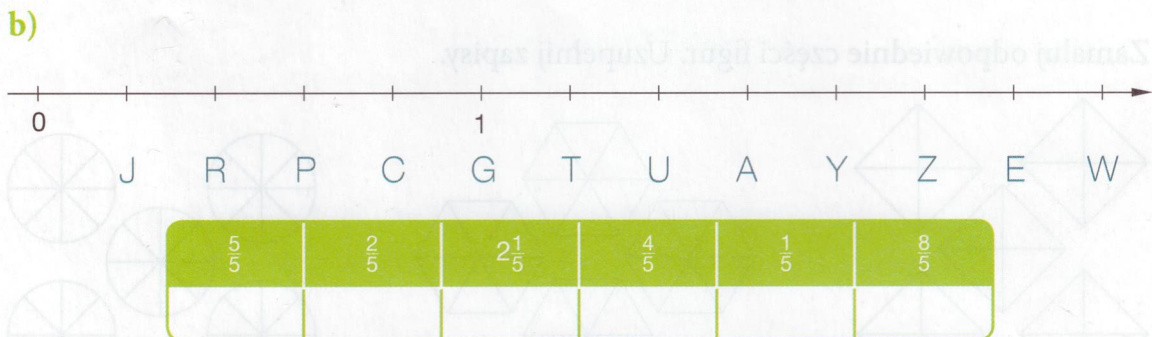 b)
Zamaluj odpowiednie części figur. Uzupełnij zapisy.
0 1
J R P C G T U A Y Z E W
5/5 2/5 2 1/5 4/5 1/5 8/5